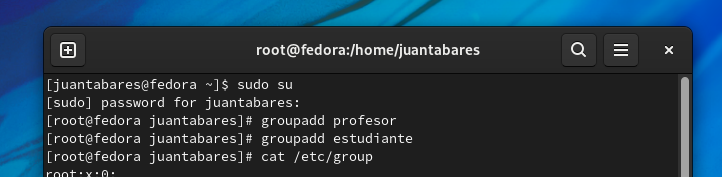 root@fedora:/home/juantabares
[juantabares@fedora ~]$ sudo su
[sudo] password for juantabares:
[root@fedora juantabares]# groupadd profesor
[root@fedora juantabares]# groupadd estudiante
[root@fedora juantabares]# cat /etc/group
root:x:0: